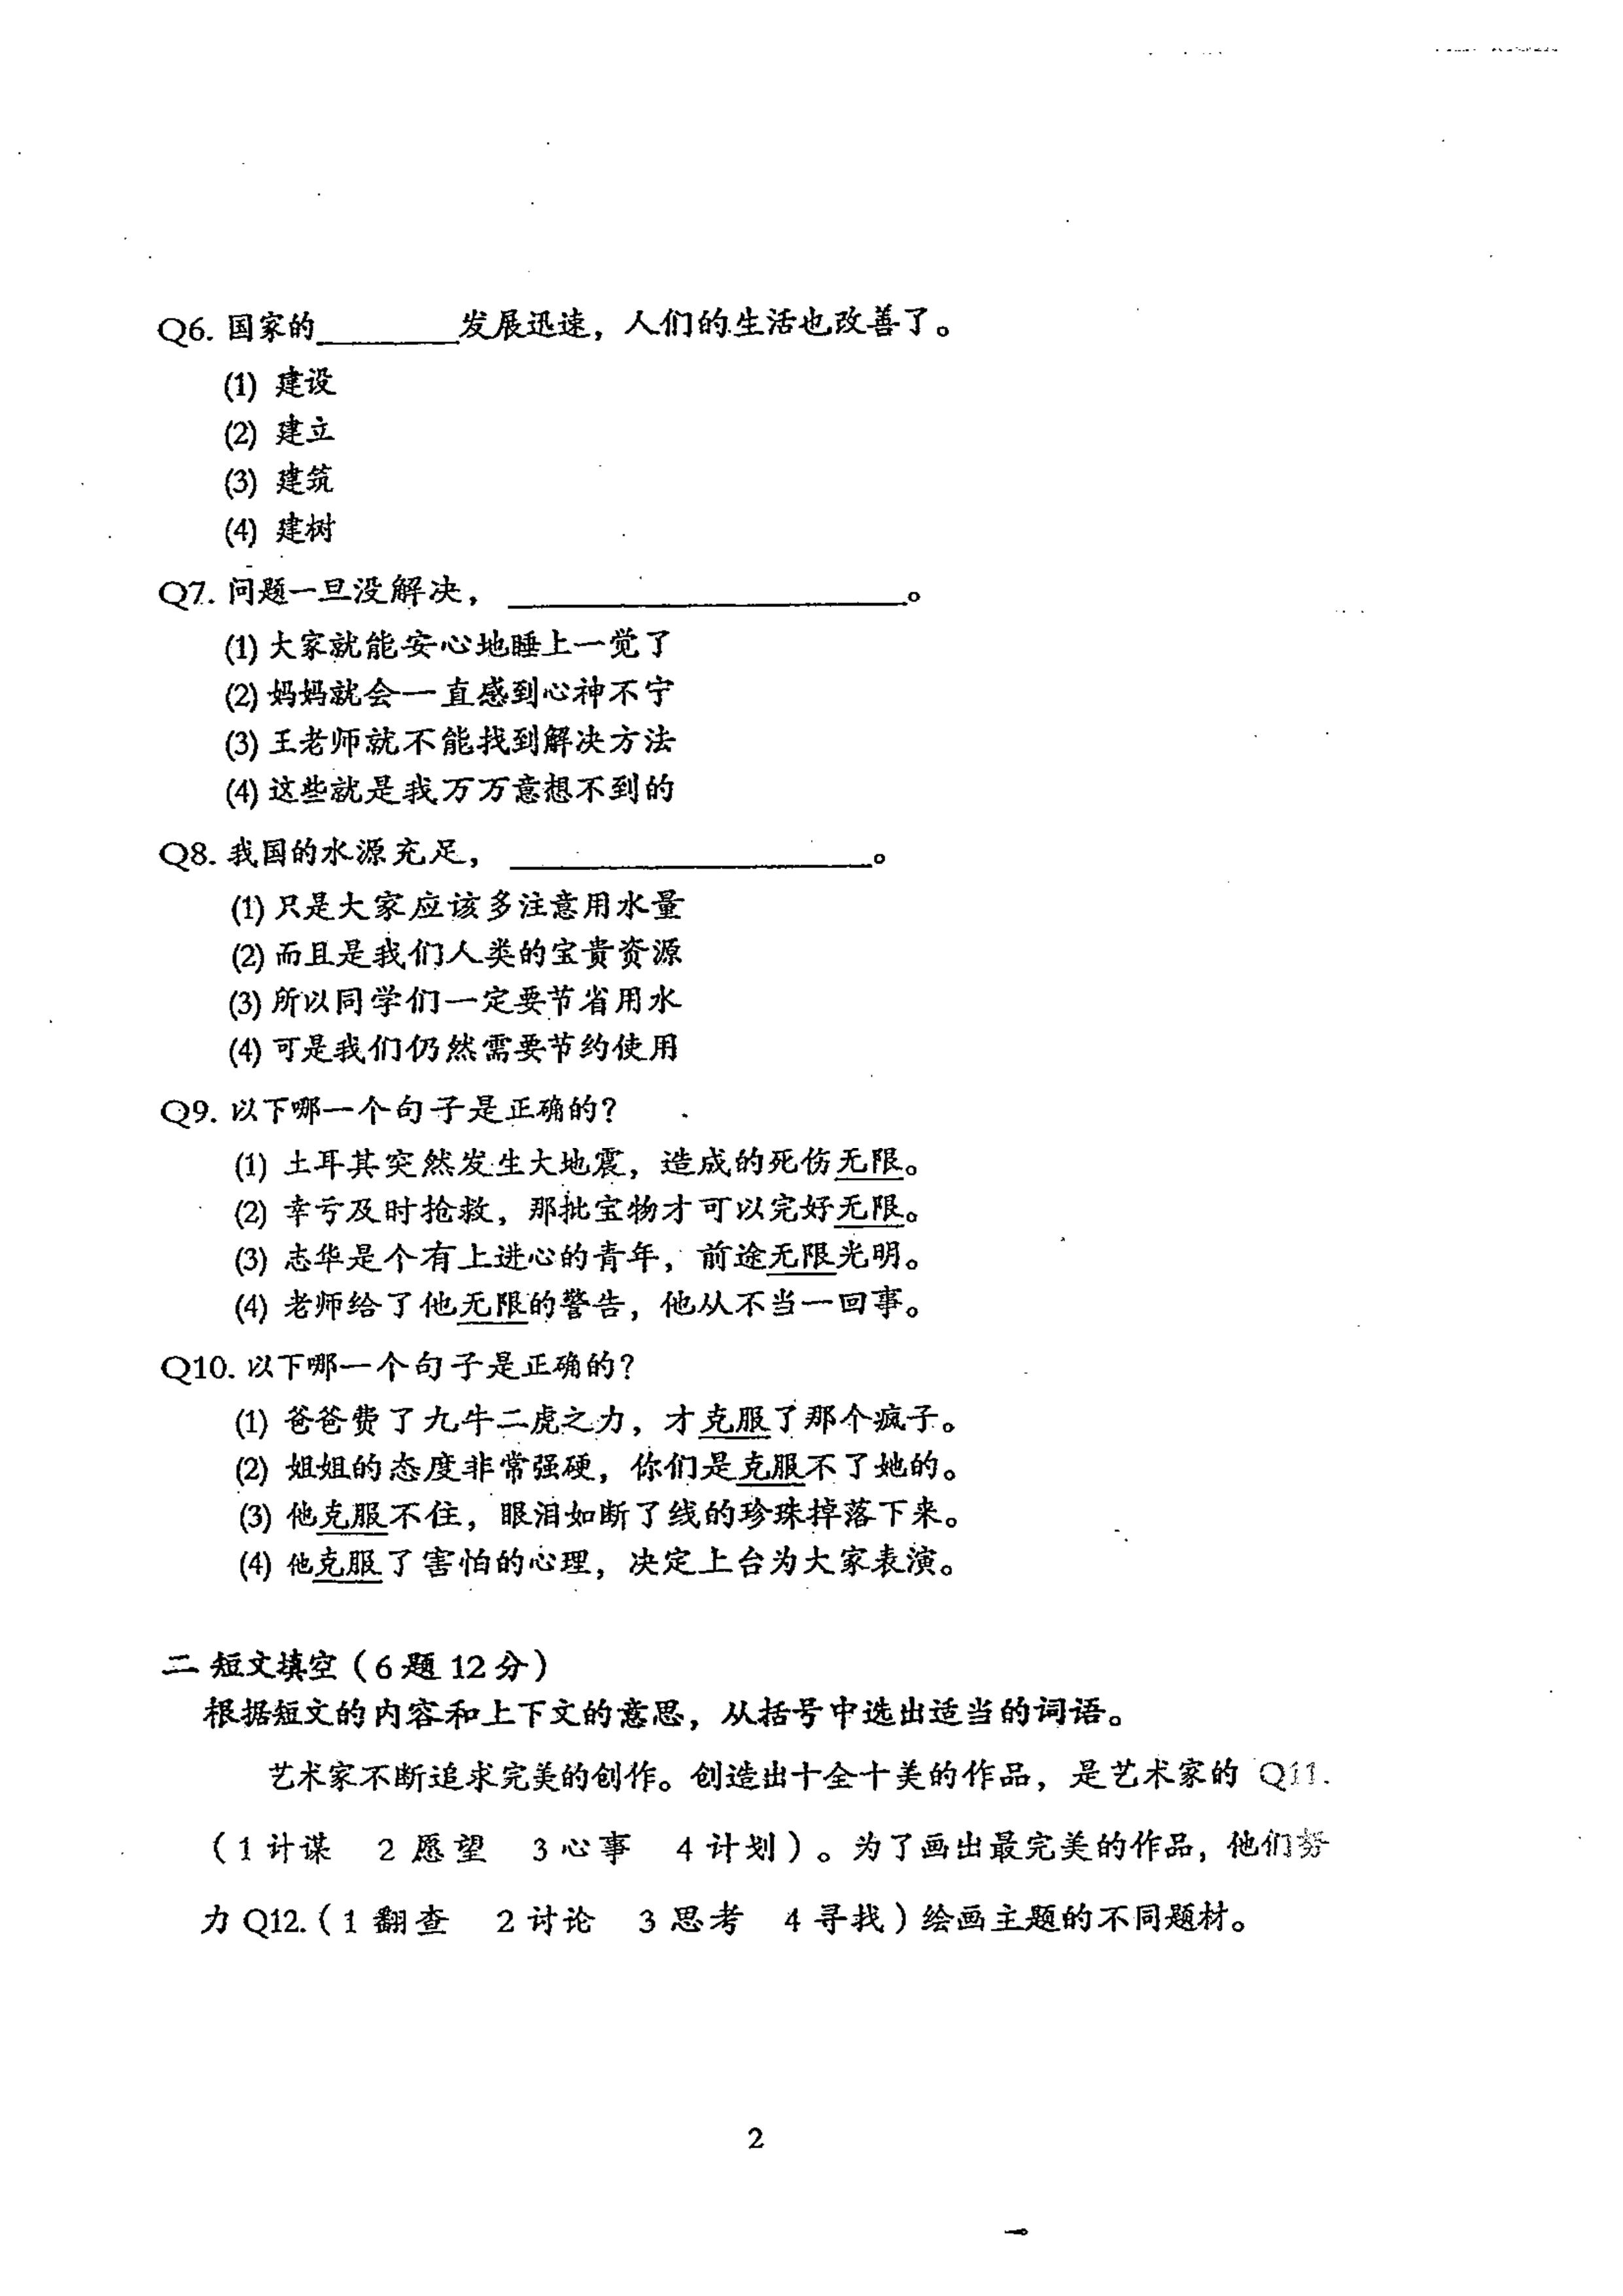 Q6. 国家的________发展迅速，人们的生活也改善了。
(1) 建设
(2) 建立
(3) 建筑
(4) 建树
Q7. 问题一旦没解决，________________________。
(1) 大家就能安心地睡上一觉了
(2) 妈妈就会一直感到心神不宁
(3) 王老师就不能找到解决方法
(4) 这些就是我万万意想不到的
Q8. 我国的水源充足，______________________。
(1) 只是大家应该多注意用水量
(2) 而且是我们人类的宝贵资源
(3) 所以同学们一定要节省用水
(4) 可是我们仍然需要节约使用
Q9. 以下哪一个句子是正确的？
(1) 土耳其突然发生大地震，造成的死伤无限。
(2) 幸亏及时抢救，那批宝物才可以完好无限。
(3) 志华是个有上进心的青年，前途无限光明。
(4) 老师给了他无限的警告，他从不当一回事。
Q10. 以下哪一个句子是正确的？
(1) 爸爸费了九牛二虎之力，才克服了那个疯子。
(2) 姐姐的态度非常强硬，你们是克服不了她的。
(3) 他克服不住，眼泪如断了线的珍珠掉落下来。
(4) 他克服了害怕的心理，决定上台为大家表演。
二 短文填空（6题12分）
根据短文的内容和上下文的意思，从括号中选出适当的词语。
艺术家不断追求完美的创作。创造出十全十美的作品，是艺术家的 Q11.
（1 计谋 2 愿望 3 心事 4 计划）。为了画出最完美的作品，他们努
力 Q12.（1 翻查 2 讨论 3 思考 4 寻找）绘画主题的不同题材。
2